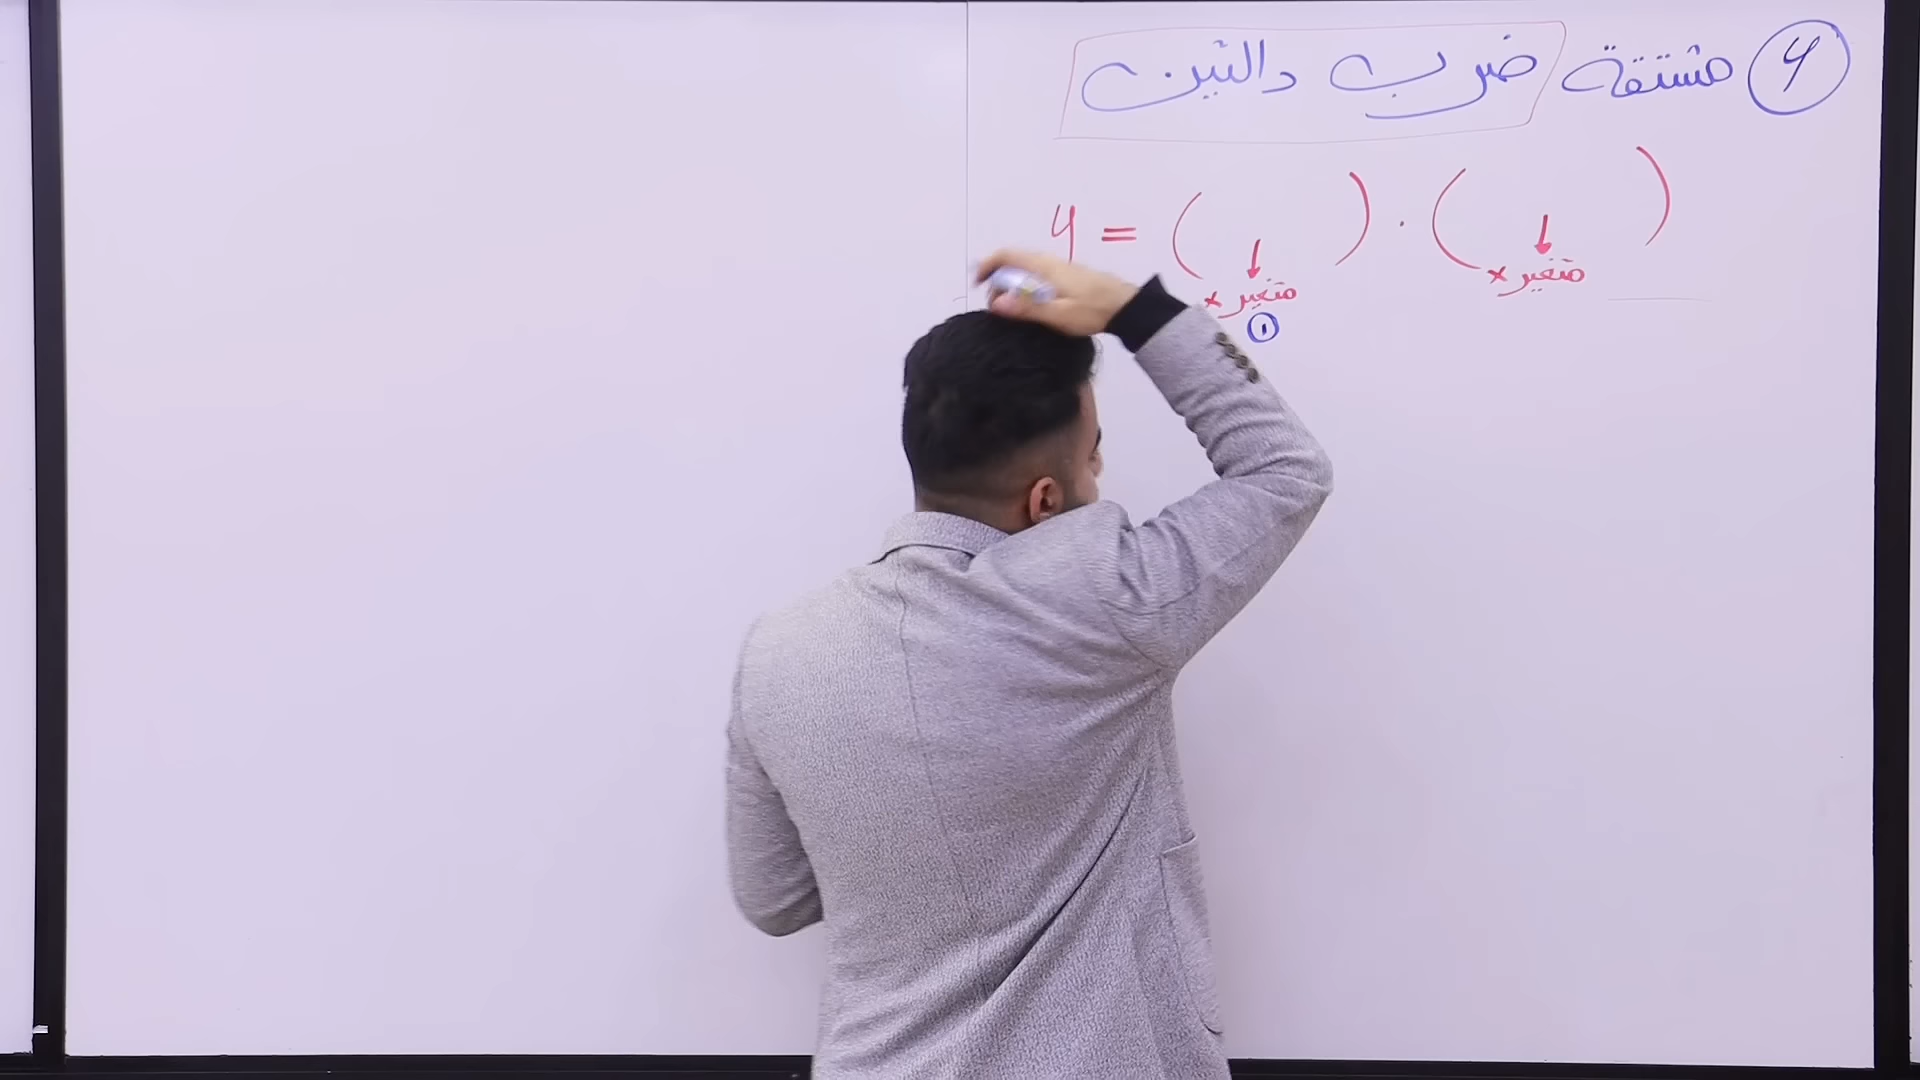 ٤ مشتقة ضرب دالتين
y = ( ) . ( )
متغير x متغير x
١